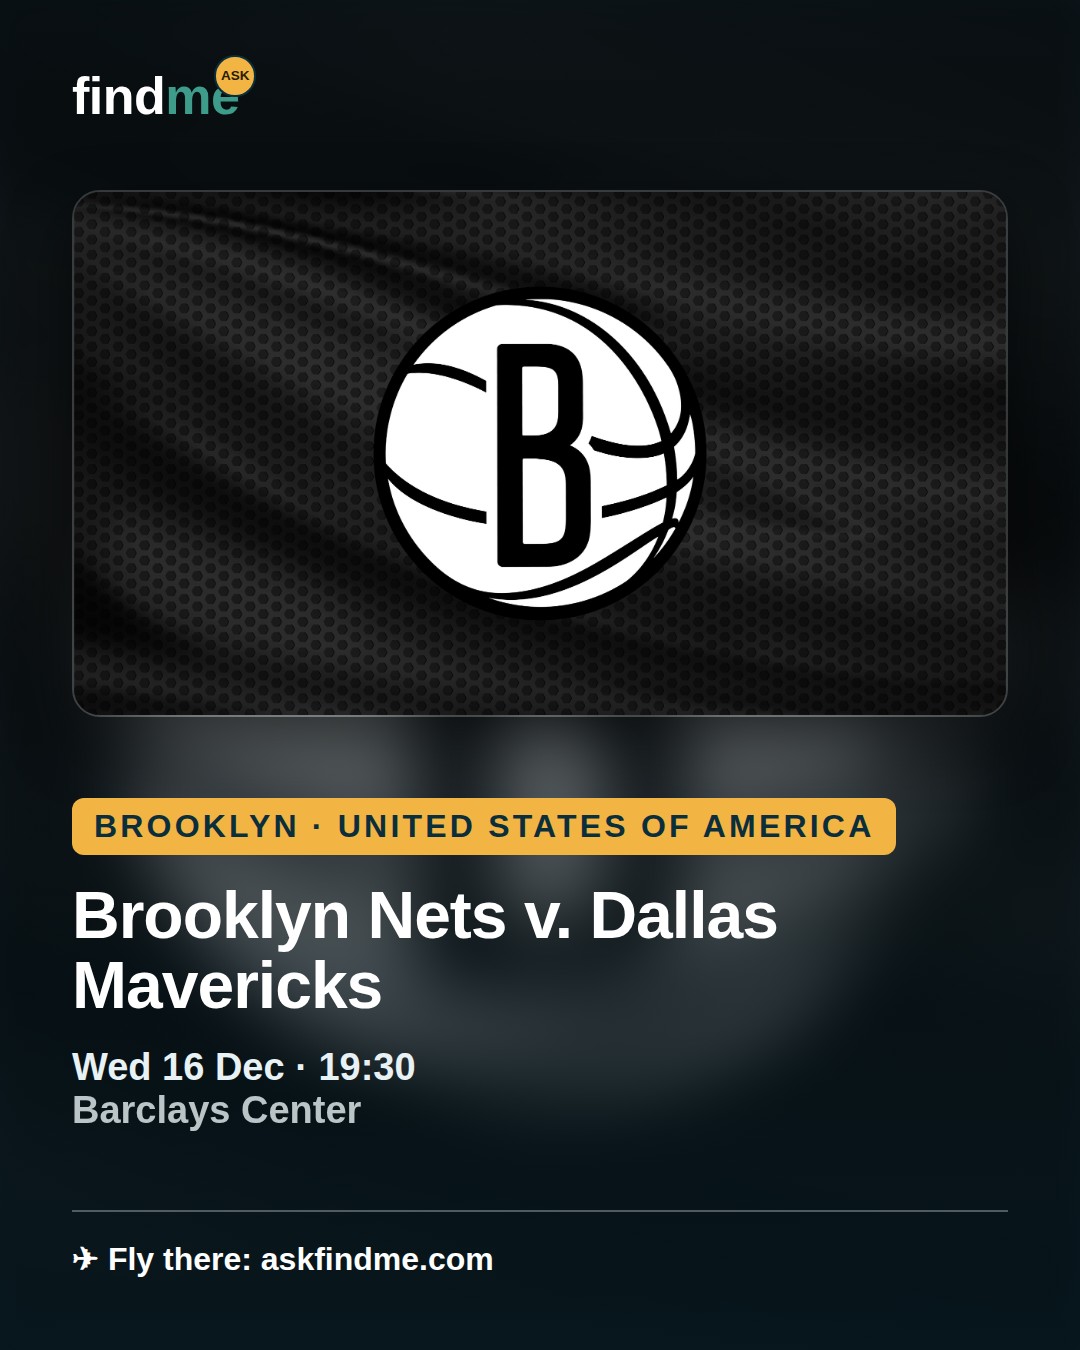 findme
ASK
B
BROOKLYN · UNITED STATES OF AMERICA
Brooklyn Nets v. Dallas
Mavericks
Wed 16 Dec · 19:30
Barclays Center
✈ Fly there: askfindme.com